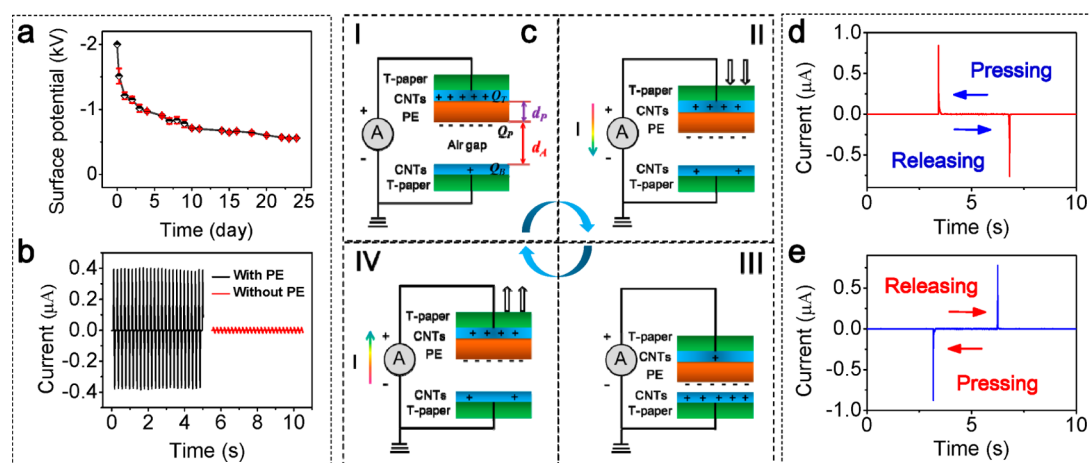 a
-2
-1
0
Surface potential (kV)
0 5 10 15 20 25
Time (day)
b
0.4
0.2
0.0
-0.2
-0.4
Current (μA)
With PE
Without PE
0 2 4 6 8 10
Time (s)
c
I
T-paper
CNTs
PE
+ + + + +
Q_T
d_P
- - - - -
Q_P
Air gap
d_A
CNTs
T-paper
+
Q_B
+
A
-
II
T-paper
CNTs
PE
+ + + +
- - - - -
I
+
A
-
CNTs
T-paper
+ +
IV
T-paper
CNTs
PE
+ + + +
- - - - -
I
+
A
-
CNTs
T-paper
+ +
III
T-paper
CNTs
PE
+
- - - - -
+
A
-
CNTs
T-paper
+ + + + +
d
1.0
0.5
0.0
-0.5
Current (μA)
Pressing
Releasing
0 5 10
Time (s)
e
1.0
0.5
0.0
-0.5
-1.0
Current (μA)
Releasing
Pressing
0 5 10
Time (s)